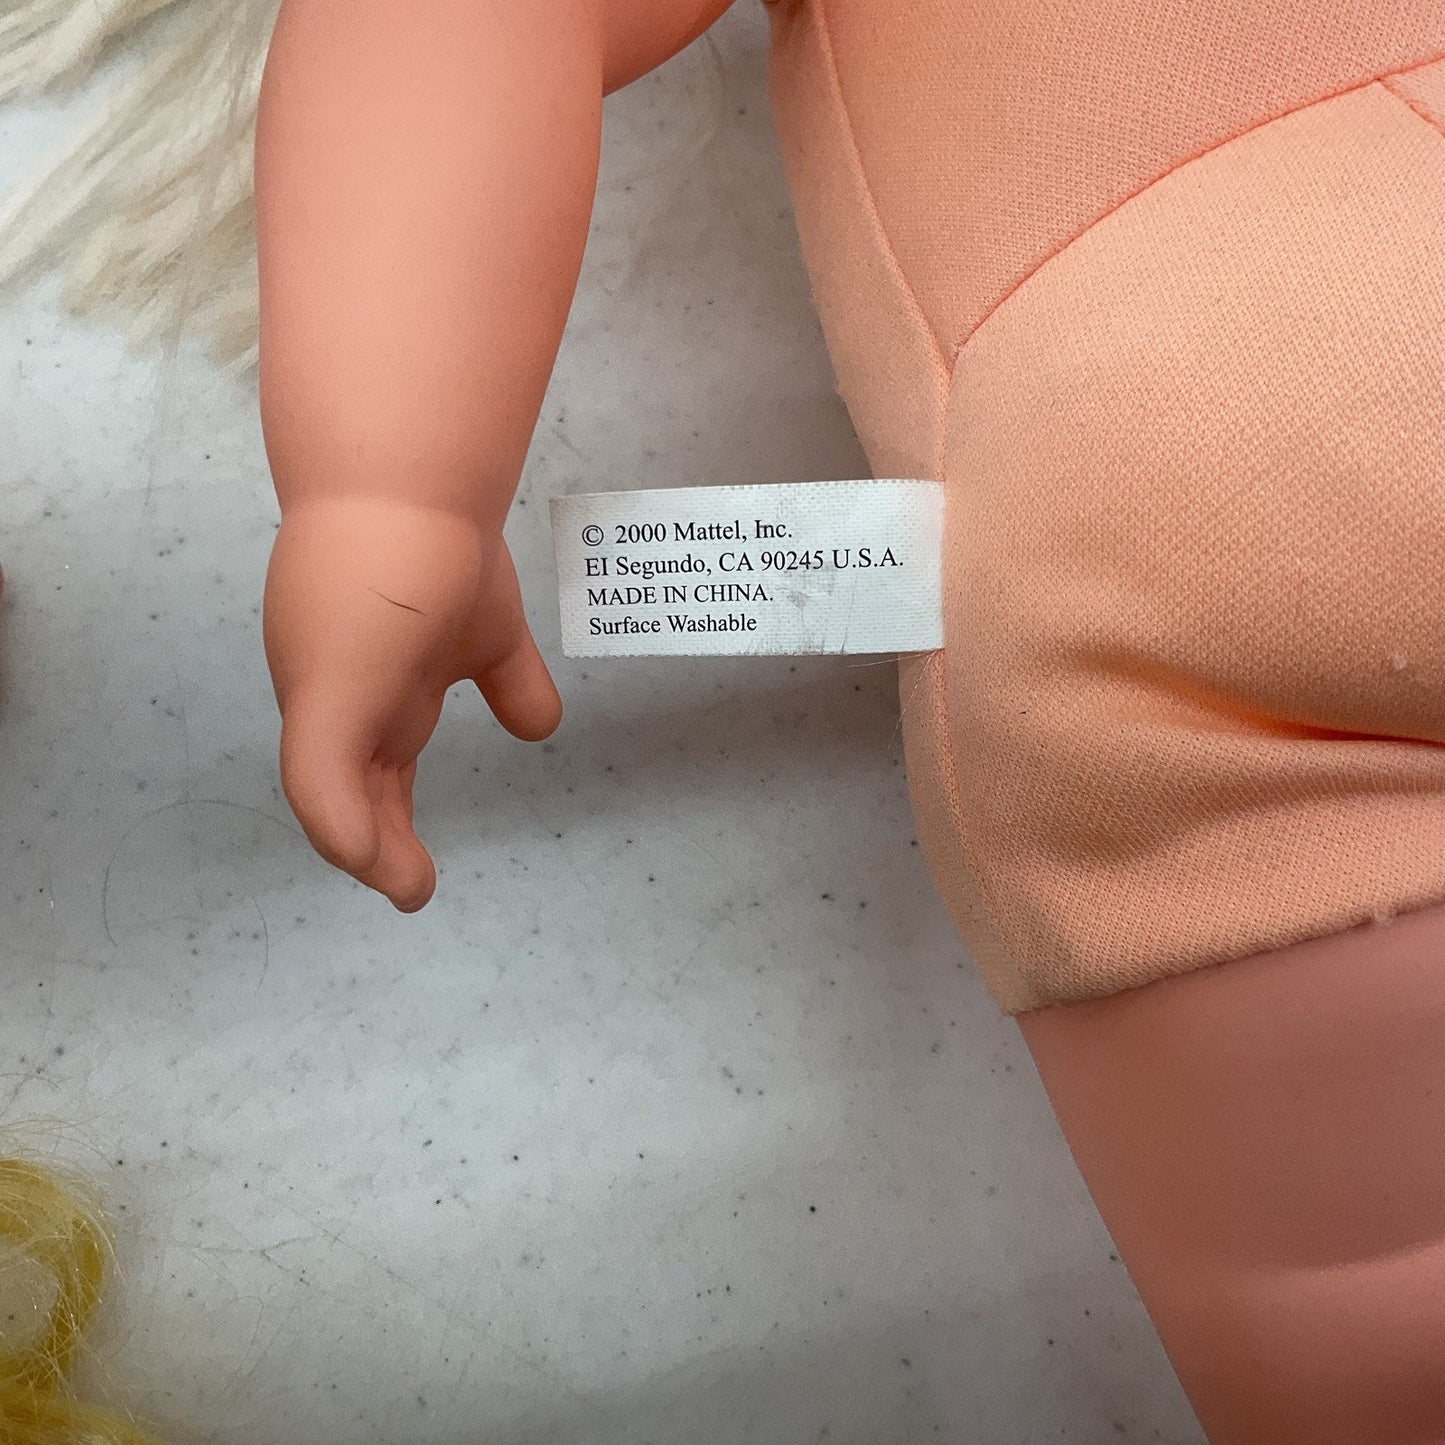 © 2000 Mattel, Inc.
El Segundo, CA 90245 U.S.A.
MADE IN CHINA.
Surface Washable